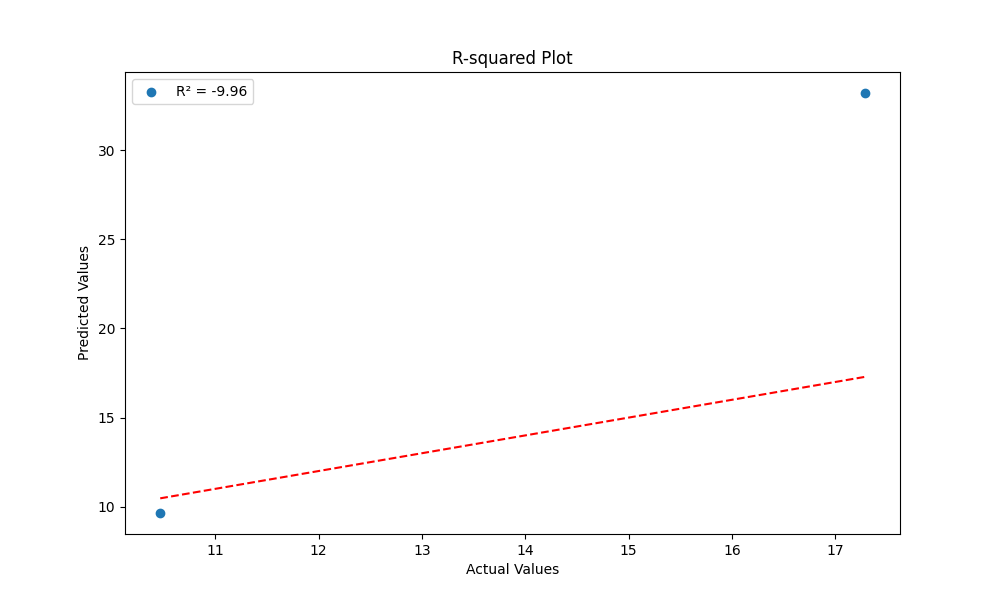 R-squared Plot
R² = -9.96
30
25
20
15
10
Predicted Values
11 12 13 14 15 16 17
Actual Values